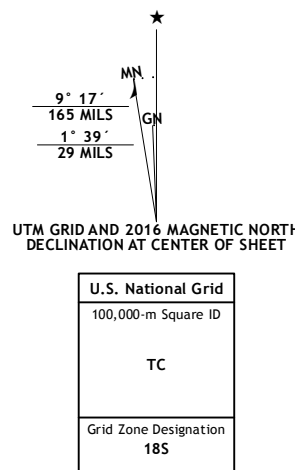 ★
MN
GN
9° 17´
165 MILS
1° 39´
29 MILS
UTM GRID AND 2016 MAGNETIC NORTH
DECLINATION AT CENTER OF SHEET
U.S. National Grid
100,000-m Square ID
TC
Grid Zone Designation
18S